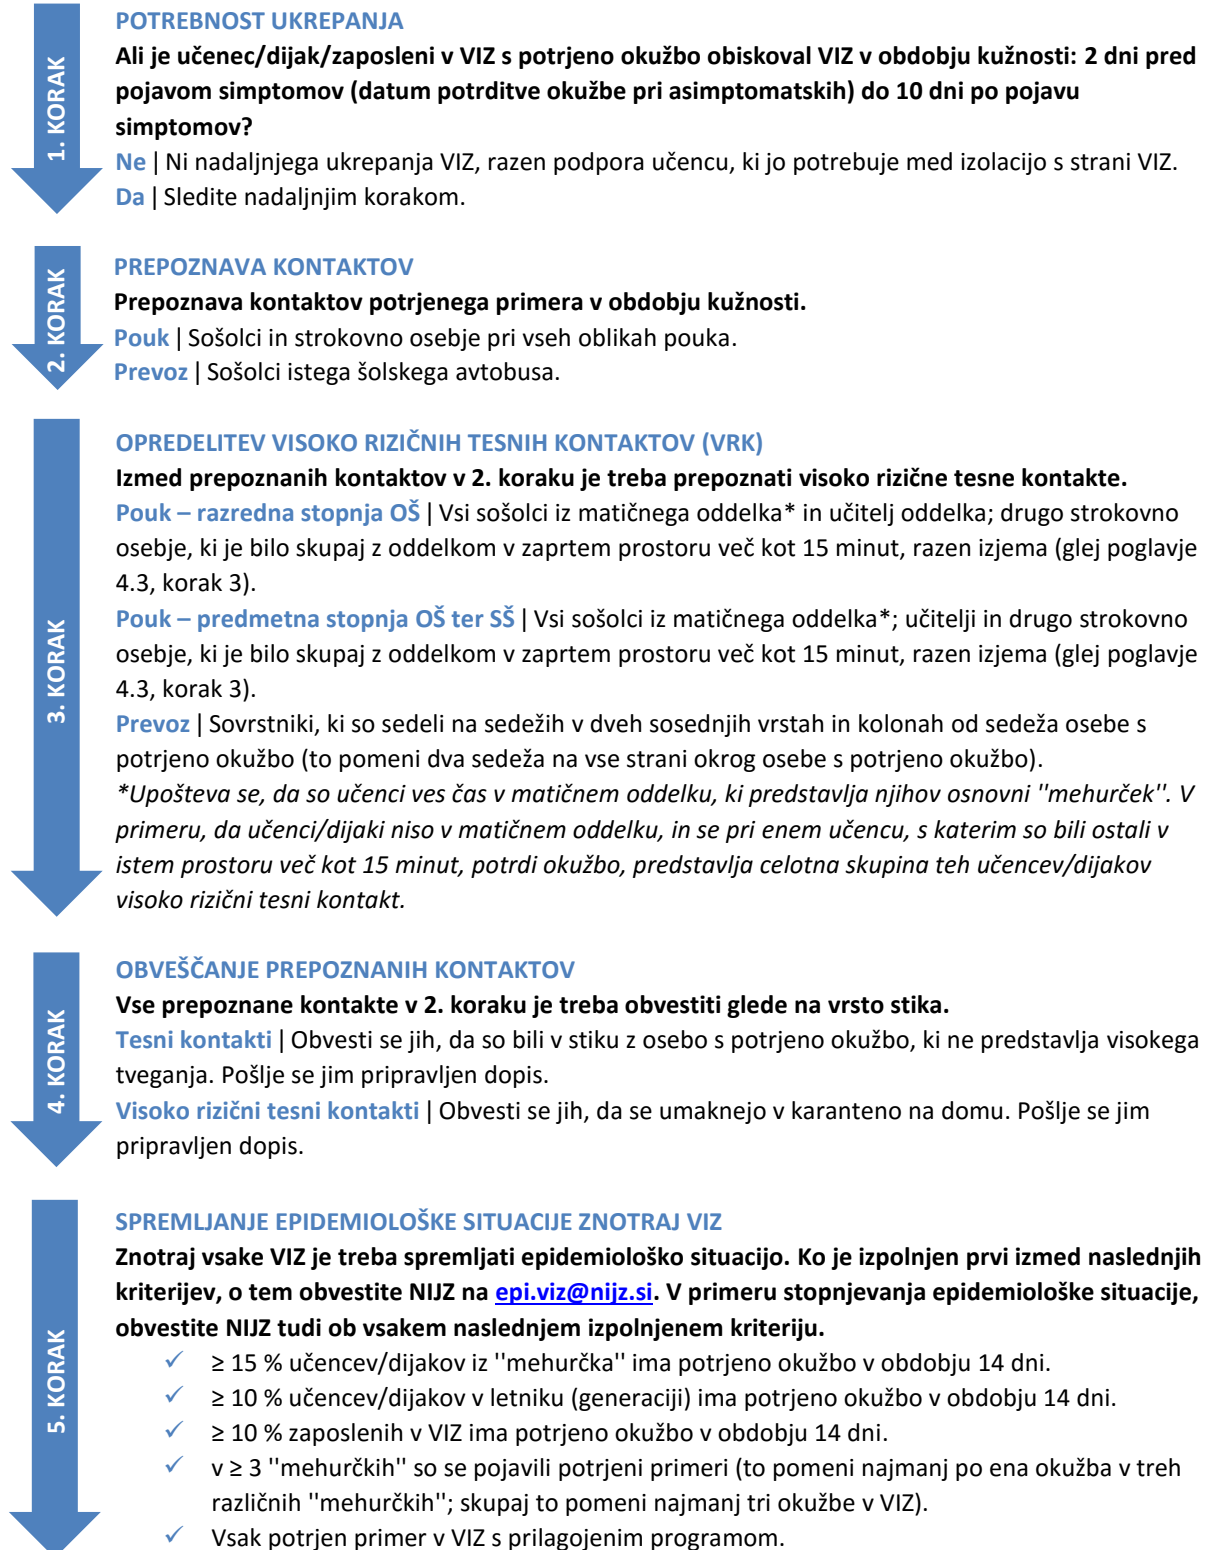 1. KORAK
POTREBNOST UKREPANJA
Ali je učenec/dijak/zaposleni v VIZ s potrjeno okužbo obiskoval VIZ v obdobju kužnosti: 2 dni pred
pojavom simptomov (datum potrditve okužbe pri asimptomatskih) do 10 dni po pojavu
simptomov?
Ne | Ni nadaljnjega ukrepanja VIZ, razen podpora učencu, ki jo potrebuje med izolacijo s strani VIZ.
Da | Sledite nadaljnjim korakom.
2. KORAK
PREPOZNAVA KONTAKTOV
Prepoznava kontaktov potrjenega primera v obdobju kužnosti.
Pouk | Sošolci in strokovno osebje pri vseh oblikah pouka.
Prevoz | Sošolci istega šolskega avtobusa.
3. KORAK
OPREDELITEV VISOKO RIZIČNIH TESNIH KONTAKTOV (VRK)
Izmed prepoznanih kontaktov v 2. koraku je treba prepoznati visoko rizične tesne kontakte.
Pouk – razredna stopnja OŠ | Vsi sošolci iz matičnega oddelka* in učitelj oddelka; drugo strokovno
osebje, ki je bilo skupaj z oddelkom v zaprtem prostoru več kot 15 minut, razen izjema (glej poglavje
4.3, korak 3).
Pouk – predmetna stopnja OŠ ter SŠ | Vsi sošolci iz matičnega oddelka*; učitelji in drugo strokovno
osebje, ki je bilo skupaj z oddelkom v zaprtem prostoru več kot 15 minut, razen izjema (glej poglavje
4.3, korak 3).
Prevoz | Sovrstniki, ki so sedeli na sedežih v dveh sosednjih vrstah in kolonah od sedeža osebe s
potrjeno okužbo (to pomeni dva sedeža na vse strani okrog osebe s potrjeno okužbo).
*Upošteva se, da so učenci ves čas v matičnem oddelku, ki predstavlja njihov osnovni ''mehurček''. V
primeru, da učenci/dijaki niso v matičnem oddelku, in se pri enem učencu, s katerim so bili ostali v
istem prostoru več kot 15 minut, potrdi okužbo, predstavlja celotna skupina teh učencev/dijakov
visoko rizični tesni kontakt.
4. KORAK
OBVEŠČANJE PREPOZNANIH KONTAKTOV
Vse prepoznane kontakte v 2. koraku je treba obvestiti glede na vrsto stika.
Tesni kontakti | Obvesti se jih, da so bili v stiku z osebo s potrjeno okužbo, ki ne predstavlja visokega
tveganja. Pošlje se jim pripravljen dopis.
Visoko rizični tesni kontakti | Obvesti se jih, da se umaknejo v karanteno na domu. Pošlje se jim
pripravljen dopis.
5. KORAK
SPREMLJANJE EPIDEMIOLOŠKE SITUACIJE ZNOTRAJ VIZ
Znotraj vsake VIZ je treba spremljati epidemiološko situacijo. Ko je izpolnjen prvi izmed naslednjih
kriterijev, o tem obvestite NIJZ na epi.viz@nijz.si. V primeru stopnjevanja epidemiološke situacije,
obvestite NIJZ tudi ob vsakem naslednjem izpolnjenem kriteriju.
✓ ≥ 15 % učencev/dijakov iz ''mehurčka'' ima potrjeno okužbo v obdobju 14 dni.
✓ ≥ 10 % učencev/dijakov v letniku (generaciji) ima potrjeno okužbo v obdobju 14 dni.
✓ ≥ 10 % zaposlenih v VIZ ima potrjeno okužbo v obdobju 14 dni.
✓ v ≥ 3 ''mehurčkih'' so se pojavili potrjeni primeri (to pomeni najmanj po ena okužba v treh
različnih ''mehurčkih''; skupaj to pomeni najmanj tri okužbe v VIZ).
✓ Vsak potrjen primer v VIZ s prilagojenim programom.